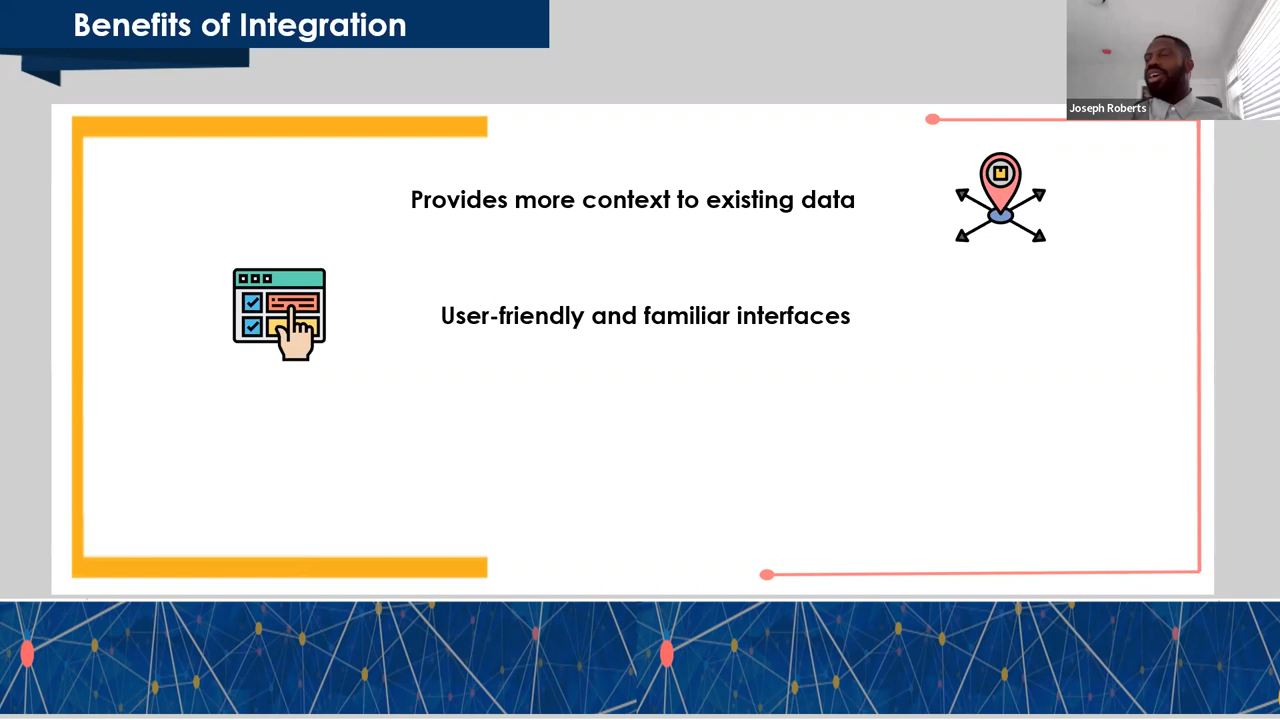 Benefits of Integration
Joseph Roberts
Provides more context to existing data
User-friendly and familiar interfaces